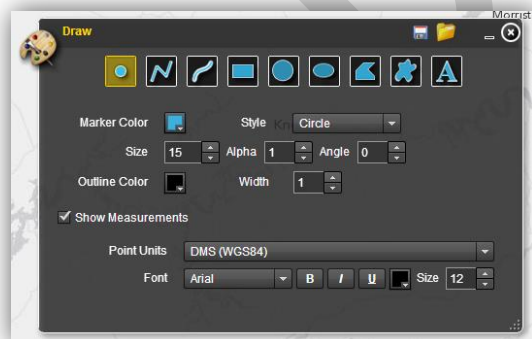 Morrist
Draw
A
Marker Color Style Circle
Size 15 Alpha 1 Angle 0
Outline Color Width 1
Show Measurements
Point Units DMS (WGS84)
Font Arial B I U Size 12